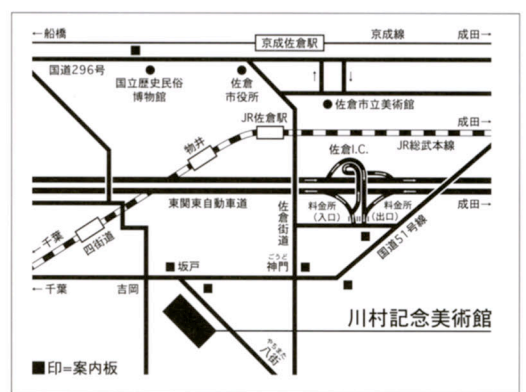 ←船橋
京成佐倉駅
京成線
成田→
国道296号
国立歴史民俗
博物館
佐倉
市役所
↑
↓
佐倉市立美術館
JR佐倉駅
成田→
物井
佐倉I.C.
JR総武本線
東関東自動車道
佐倉街道
料金所
(入口)
料金所
(出口)
成田→
←千葉
四街道
国道51号線
坂戸
ごうど
神門
←千葉
吉岡
川村記念美術館
やちまた
八街
■印=案内板